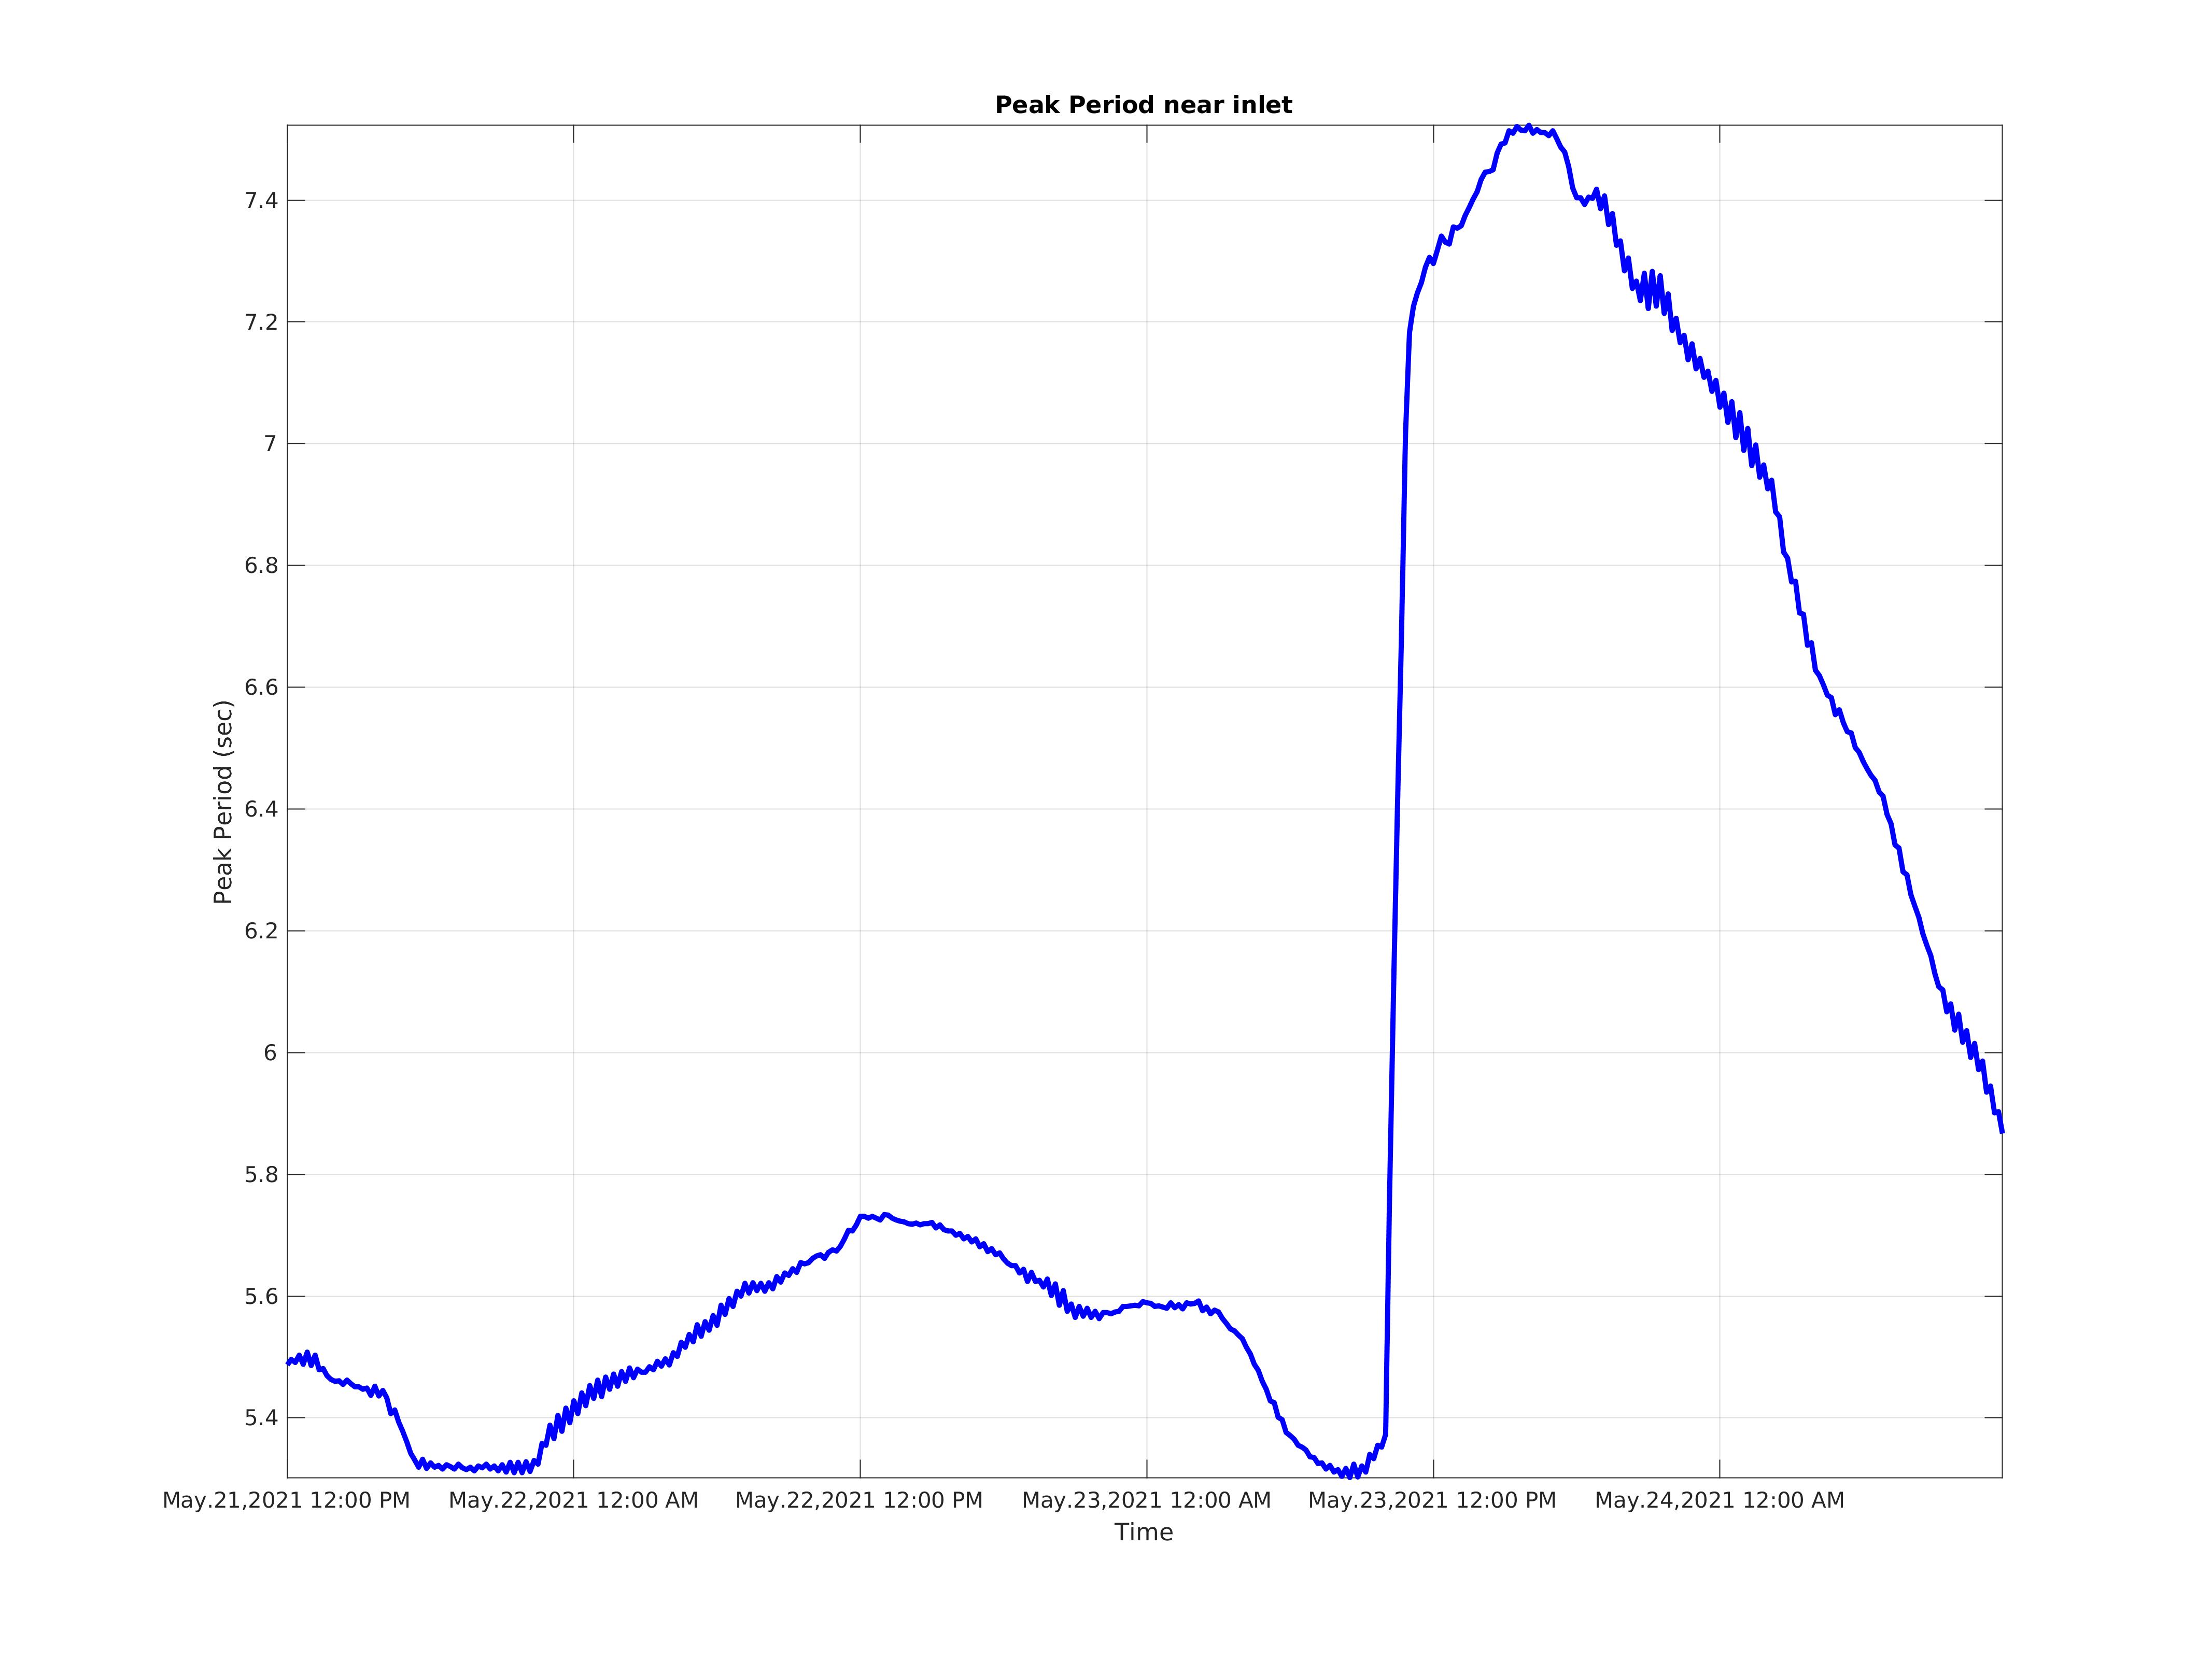 Peak Period near inlet
Peak Period (sec)
7.4
7.2
7
6.8
6.6
6.4
6.2
6
5.8
5.6
5.4
May.21,2021 12:00 PM May.22,2021 12:00 AM May.22,2021 12:00 PM May.23,2021 12:00 AM May.23,2021 12:00 PM May.24,2021 12:00 AM
Time